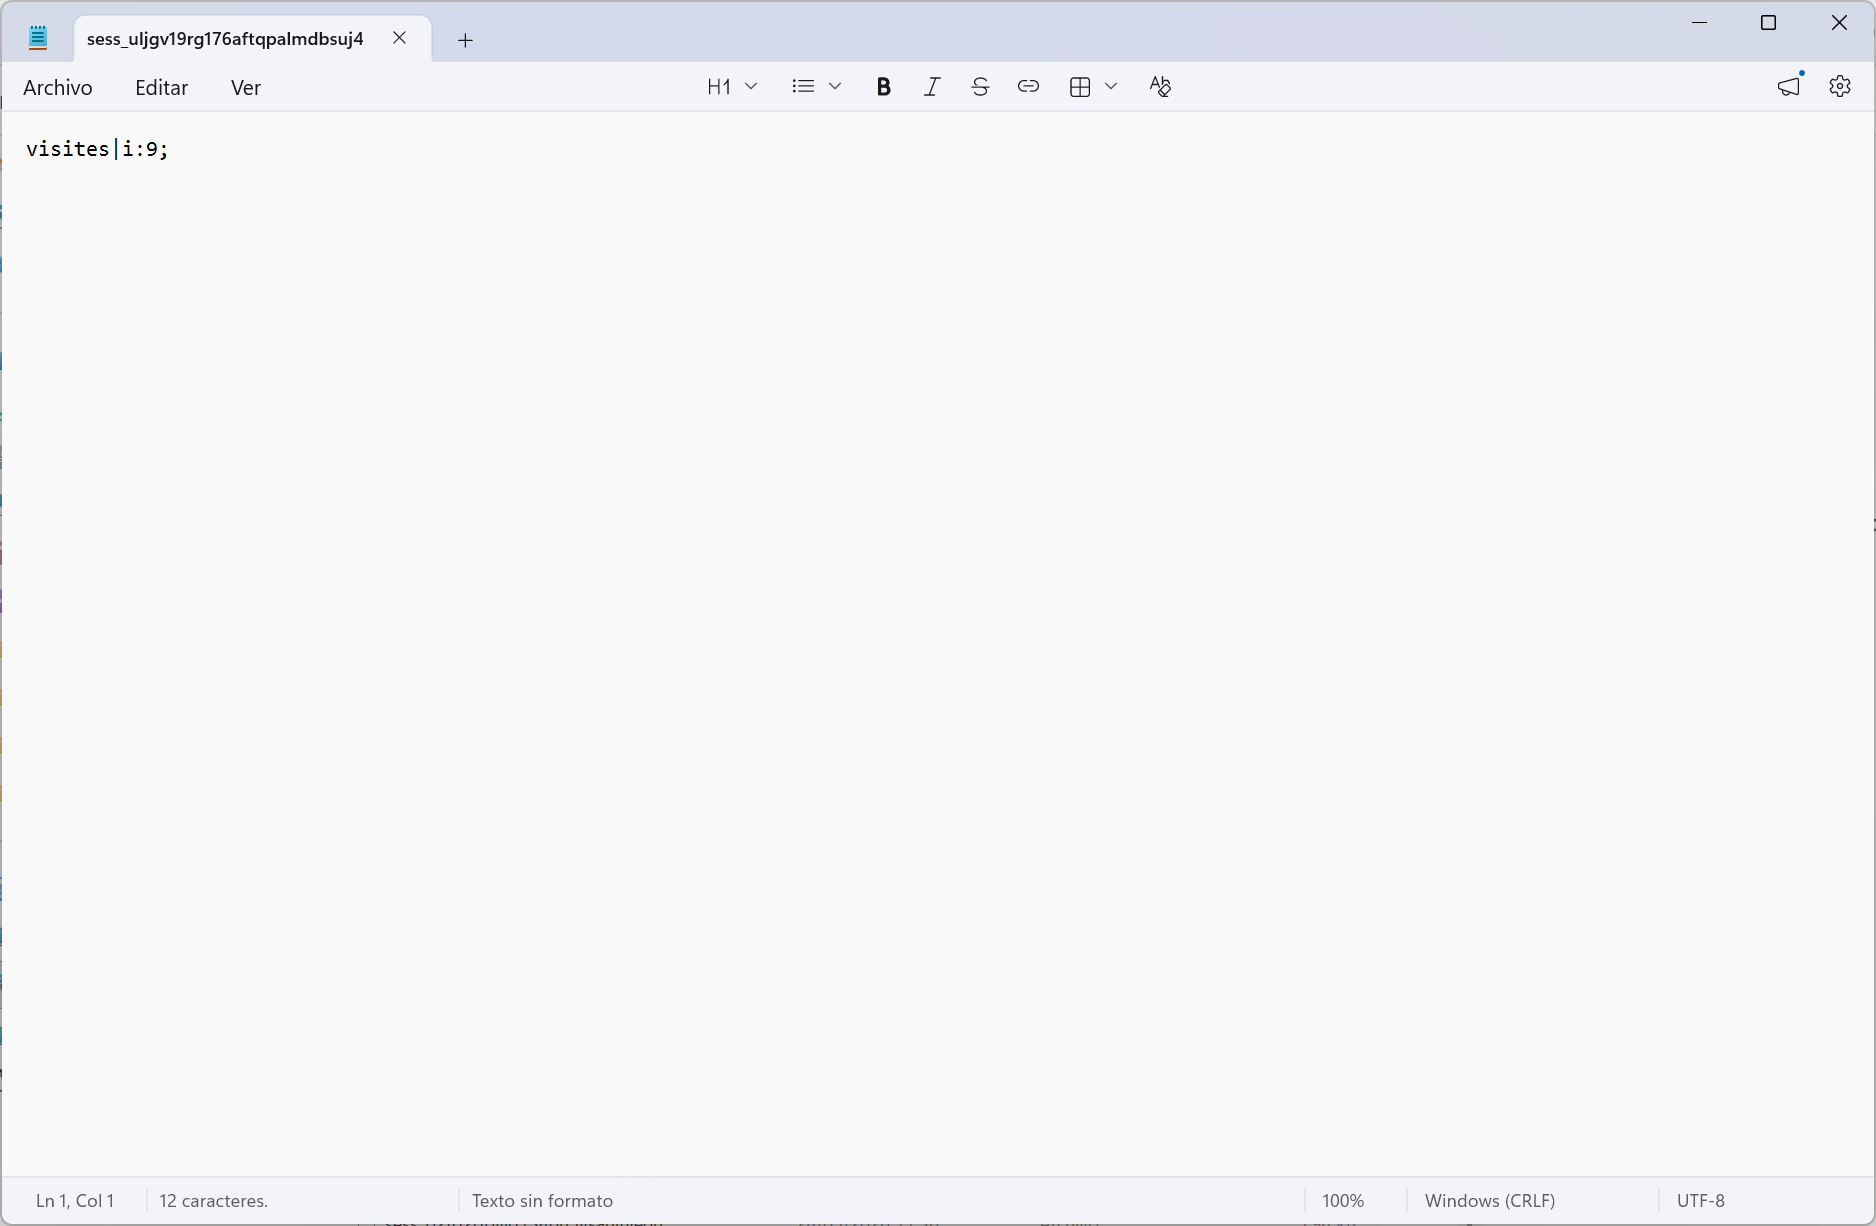 sess_uljgv19rg176aftqpalmdbsuj4
Archivo Editar Ver H1
visites|i:9;
Ln 1, Col 1 12 caracteres. Texto sin formato 100% Windows (CRLF) UTF-8